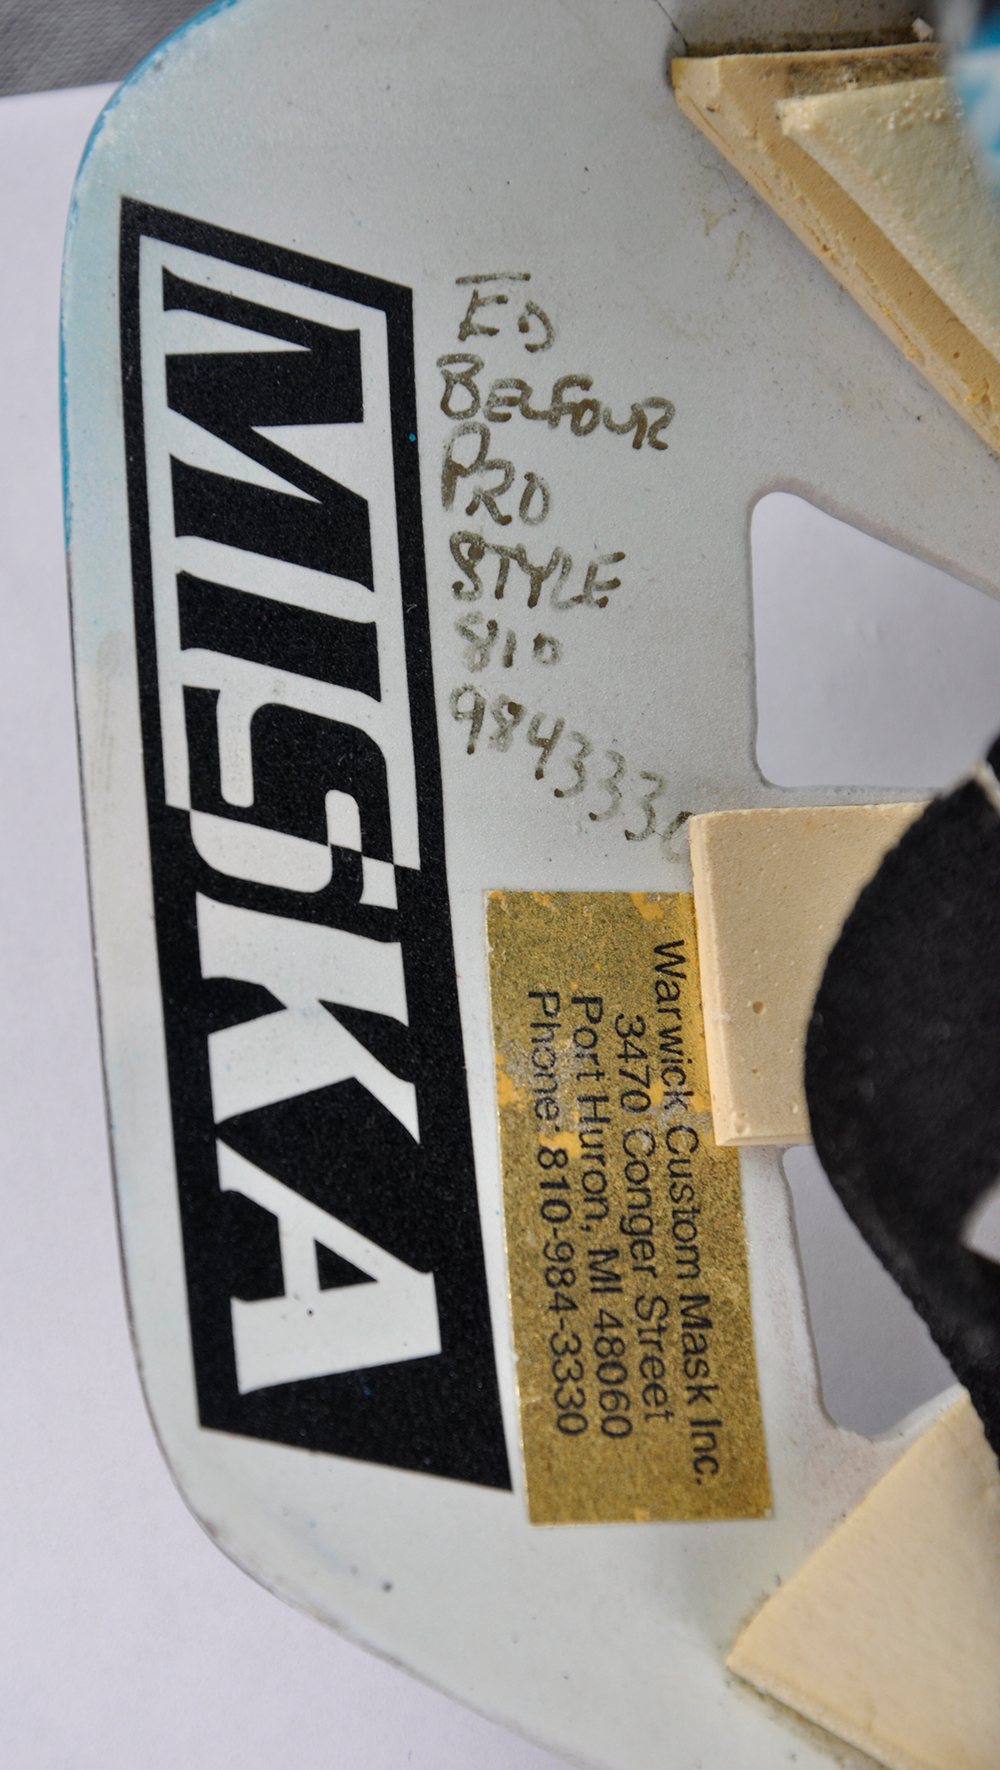 MISKA
ED
BELFOUR
PRO
STYLE
810
9843330
Warwick Custom Mask Inc.
3470 Conger Street
Port Huron, MI 48060
Phone: 810-984-3330